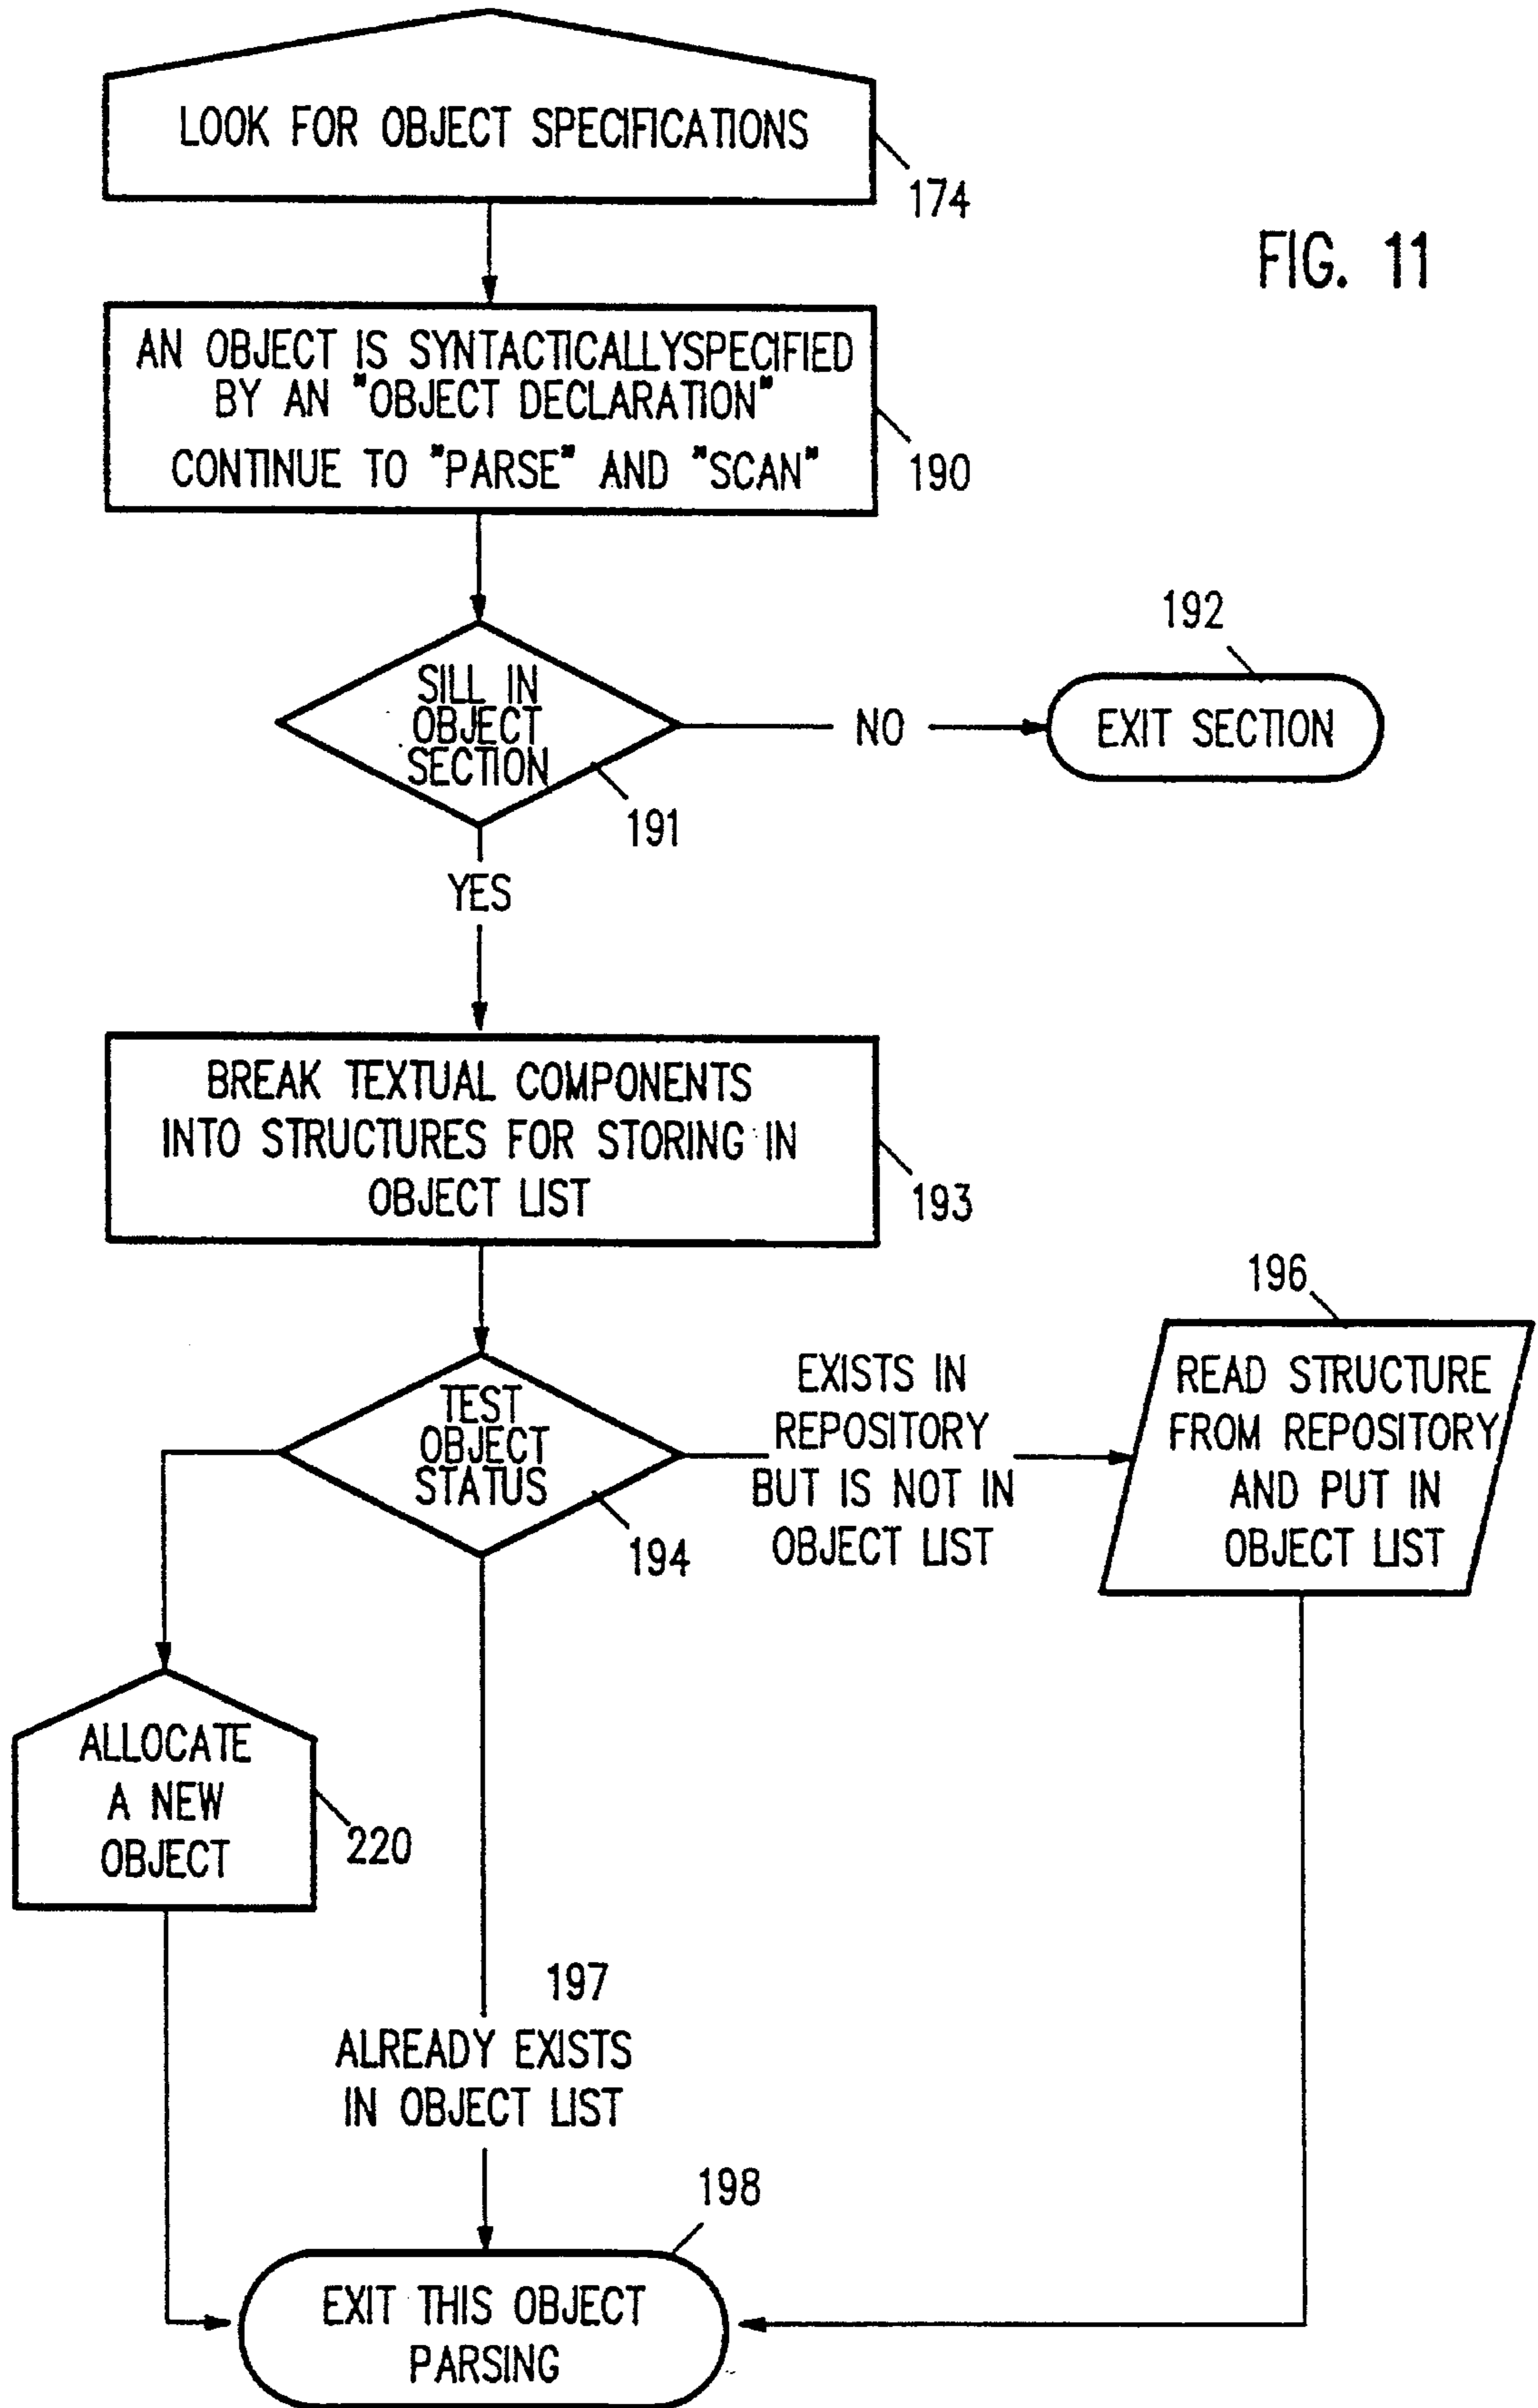 LOOK FOR OBJECT SPECIFICATIONS
174
FIG. 11
AN OBJECT IS SYNTACTICALLYSPECIFIED
BY AN "OBJECT DECLARATION"
CONTINUE TO "PARSE" AND "SCAN"
190
SILL IN
OBJECT
SECTION
191
NO
192
EXIT SECTION
YES
BREAK TEXTUAL COMPONENTS
INTO STRUCTURES FOR STORING IN
OBJECT LIST
193
TEST
OBJECT
STATUS
194
EXISTS IN
REPOSITORY
BUT IS NOT IN
OBJECT LIST
196
READ STRUCTURE
FROM REPOSITORY
AND PUT IN
OBJECT LIST
ALLOCATE
A NEW
OBJECT
220
197
ALREADY EXISTS
IN OBJECT LIST
198
EXIT THIS OBJECT
PARSING